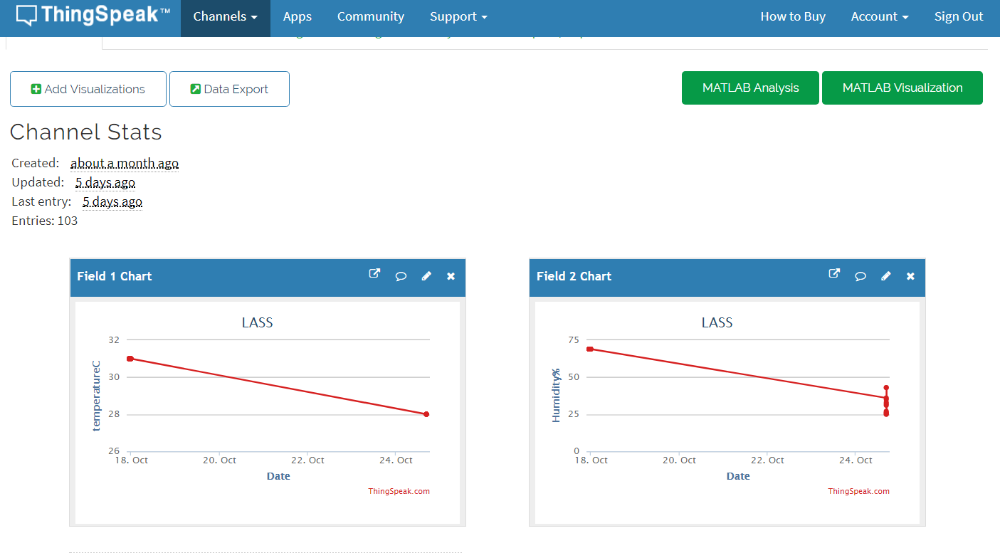 ThingSpeak™ Channels Apps Community Support How to Buy Account Sign Out
Add Visualizations Data Export MATLAB Analysis MATLAB Visualization
Channel Stats
Created: about a month ago
Updated: 5 days ago
Last entry: 5 days ago
Entries: 103
Field 1 Chart
LASS
temperatureC
32
30
28
26
18. Oct 20. Oct 22. Oct 24. Oct
Date
ThingSpeak.com
Field 2 Chart
LASS
Humidity%
75
50
25
0
18. Oct 20. Oct 22. Oct 24. Oct
Date
ThingSpeak.com